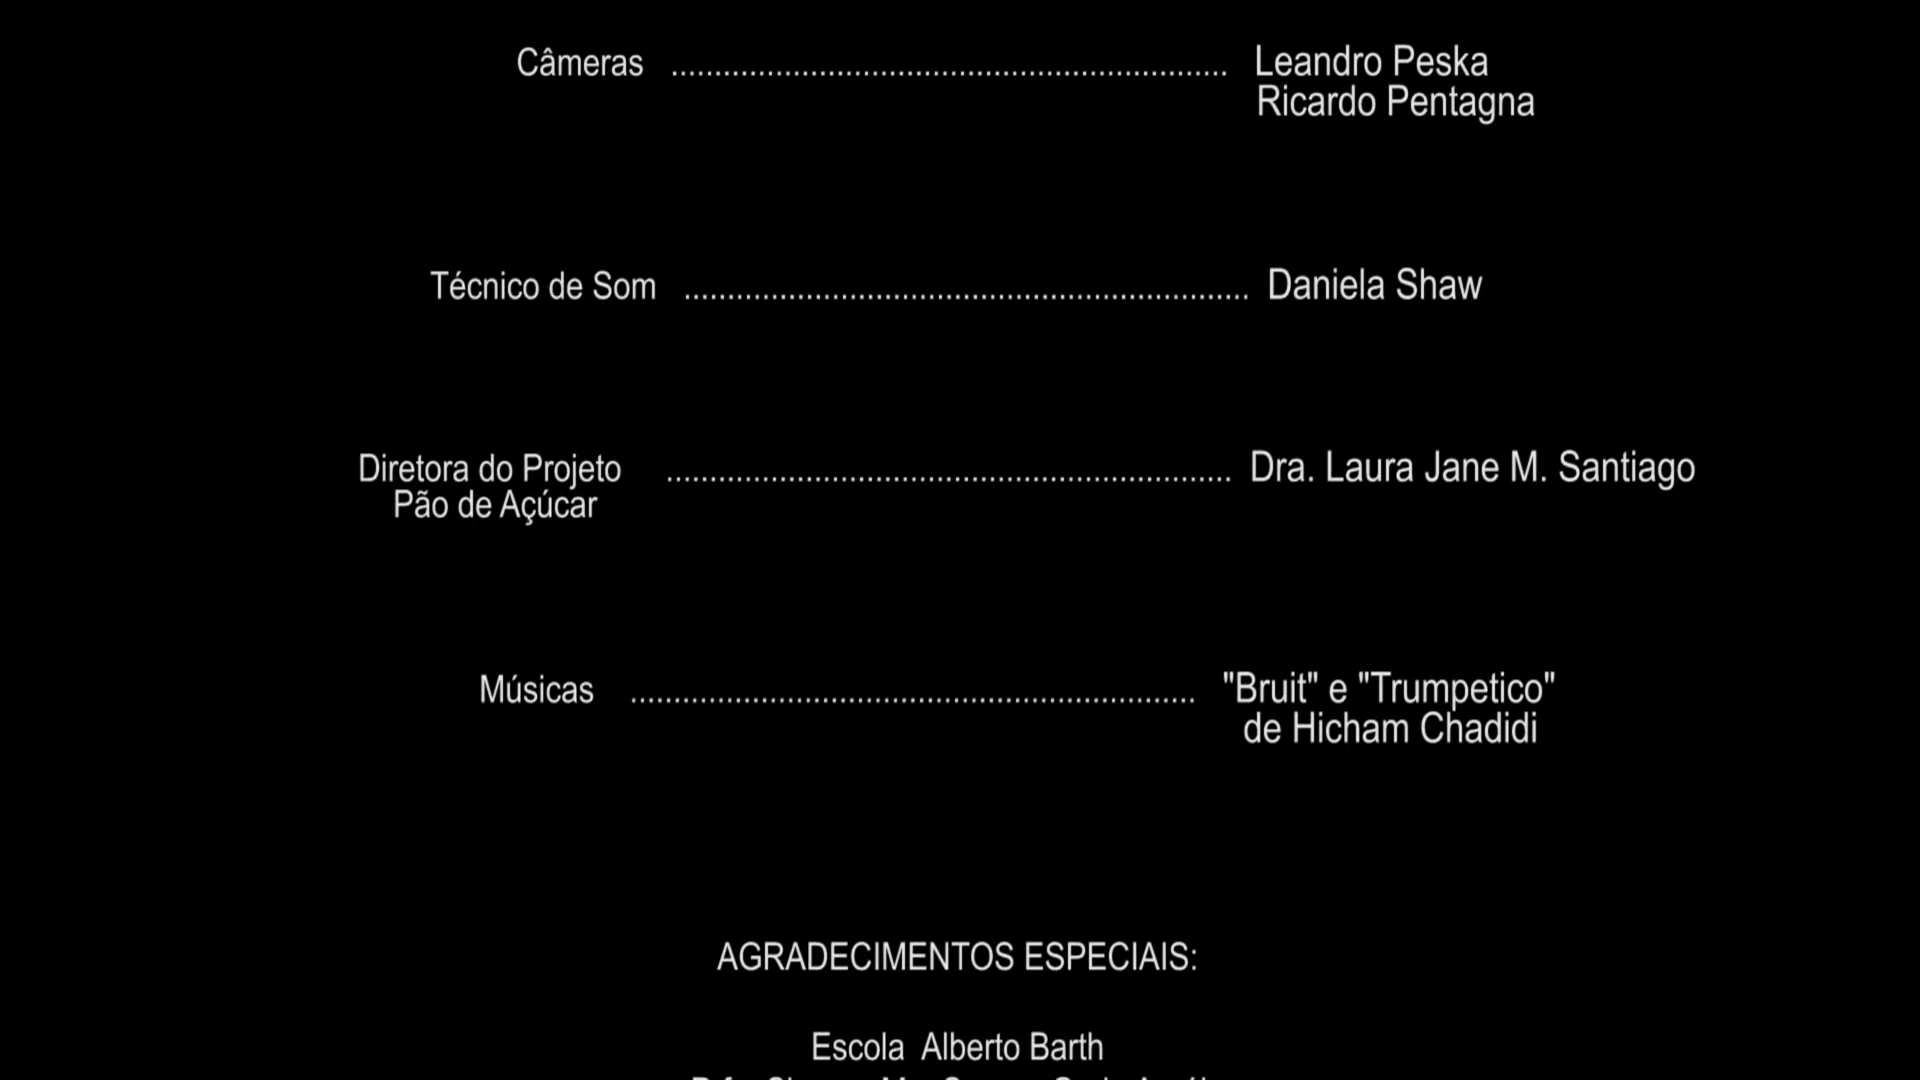 Câmeras ................................................................ Leandro Peska
Ricardo Pentagna
Técnico de Som ................................................................. Daniela Shaw
Diretora do Projeto ................................................................. Dra. Laura Jane M. Santiago
Pão de Açúcar
Músicas ................................................................. "Bruit" e "Trumpetico"
de Hicham Chadidi
AGRADECIMENTOS ESPECIAIS:
Escola Alberto Barth